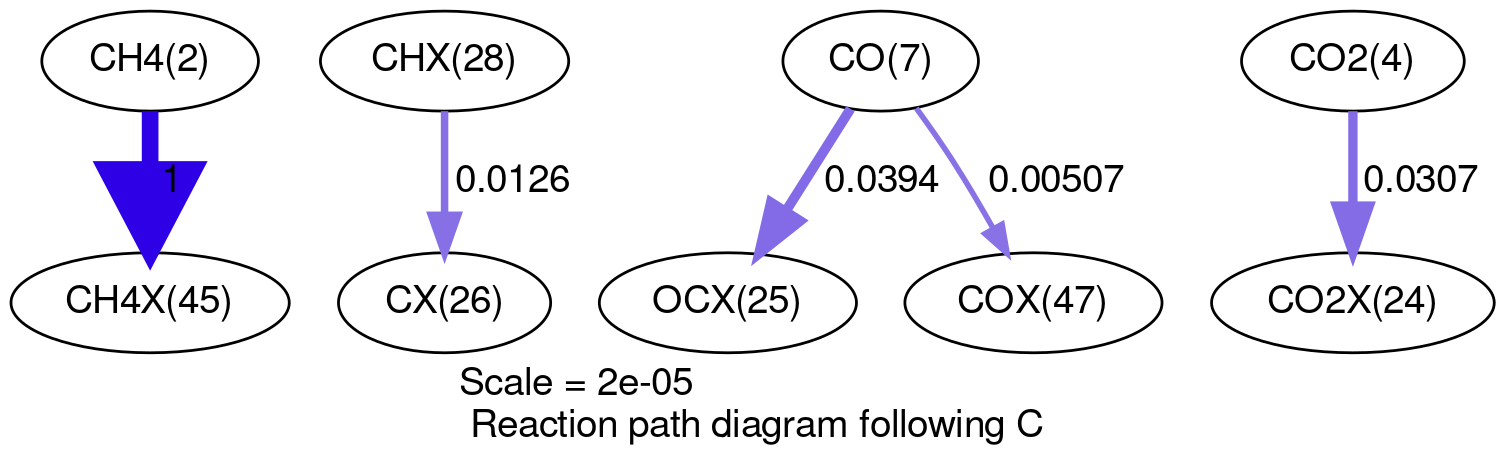 CH4(2) CHX(28) CO(7) CO2(4)
1 0.0126 0.0394 0.00507 0.0307
CH4X(45) CX(26) OCX(25) COX(47) CO2X(24)
Scale = 2e-05
Reaction path diagram following C